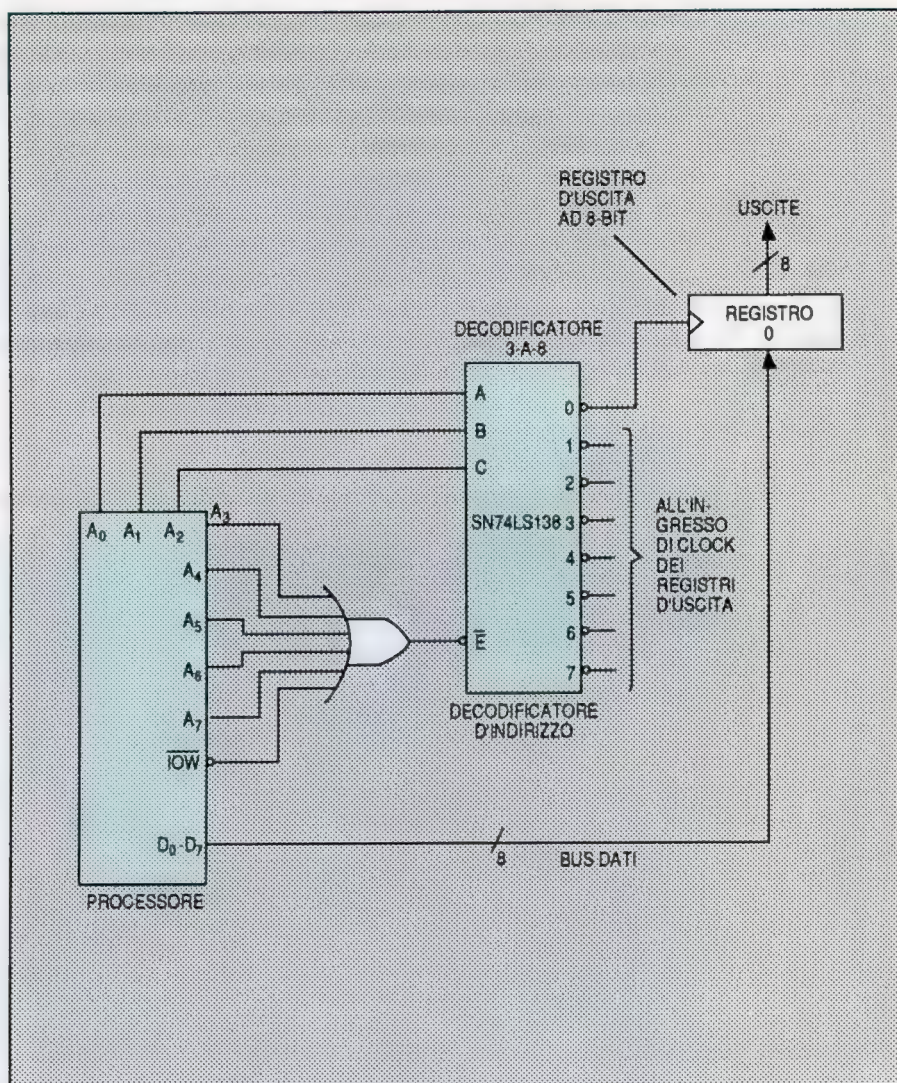 REGISTRO
D'USCITA
AD 8-BIT
USCITE
8
REGISTRO
0
DECODIFICATORE
3-A-8
A
B
C
0
1
2
SN74LS138 3
4
5
6
7
E
ALL'IN-
GRESSO
DI CLOCK
DEI
REGISTRI
D'USCITA
DECODIFICATORE
D'INDIRIZZO
A0 A1 A2 A3
A4
A5
A6
A7
IOW
D0-D7
8 BUS DATI
PROCESSORE